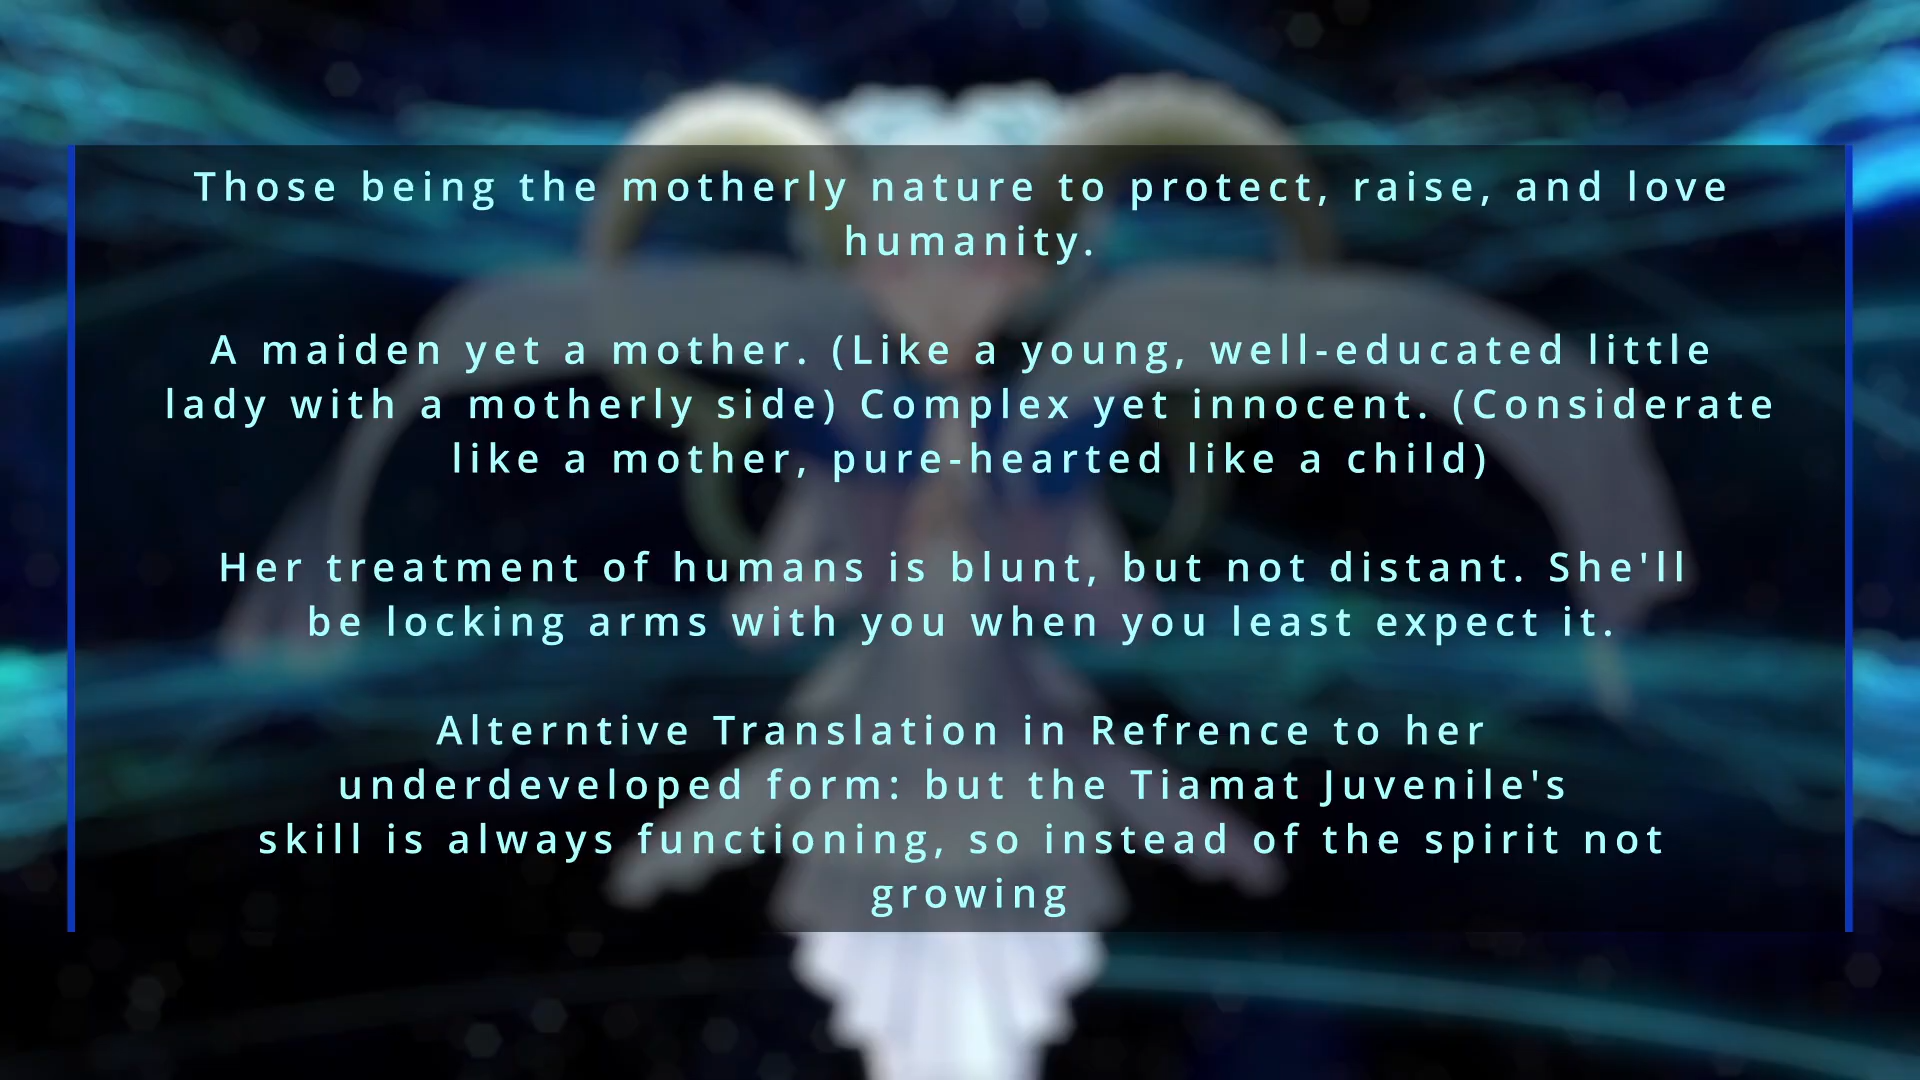 Those being the motherly nature to protect, raise, and love
humanity.
A maiden yet a mother. (Like a young, well-educated little
lady with a motherly side) Complex yet innocent. (Considerate
like a mother, pure-hearted like a child)
Her treatment of humans is blunt, but not distant. She'll
be locking arms with you when you least expect it.
Alterntive Translation in Refrence to her
underdeveloped form: but the Tiamat Juvenile's
skill is always functioning, so instead of the spirit not
growing